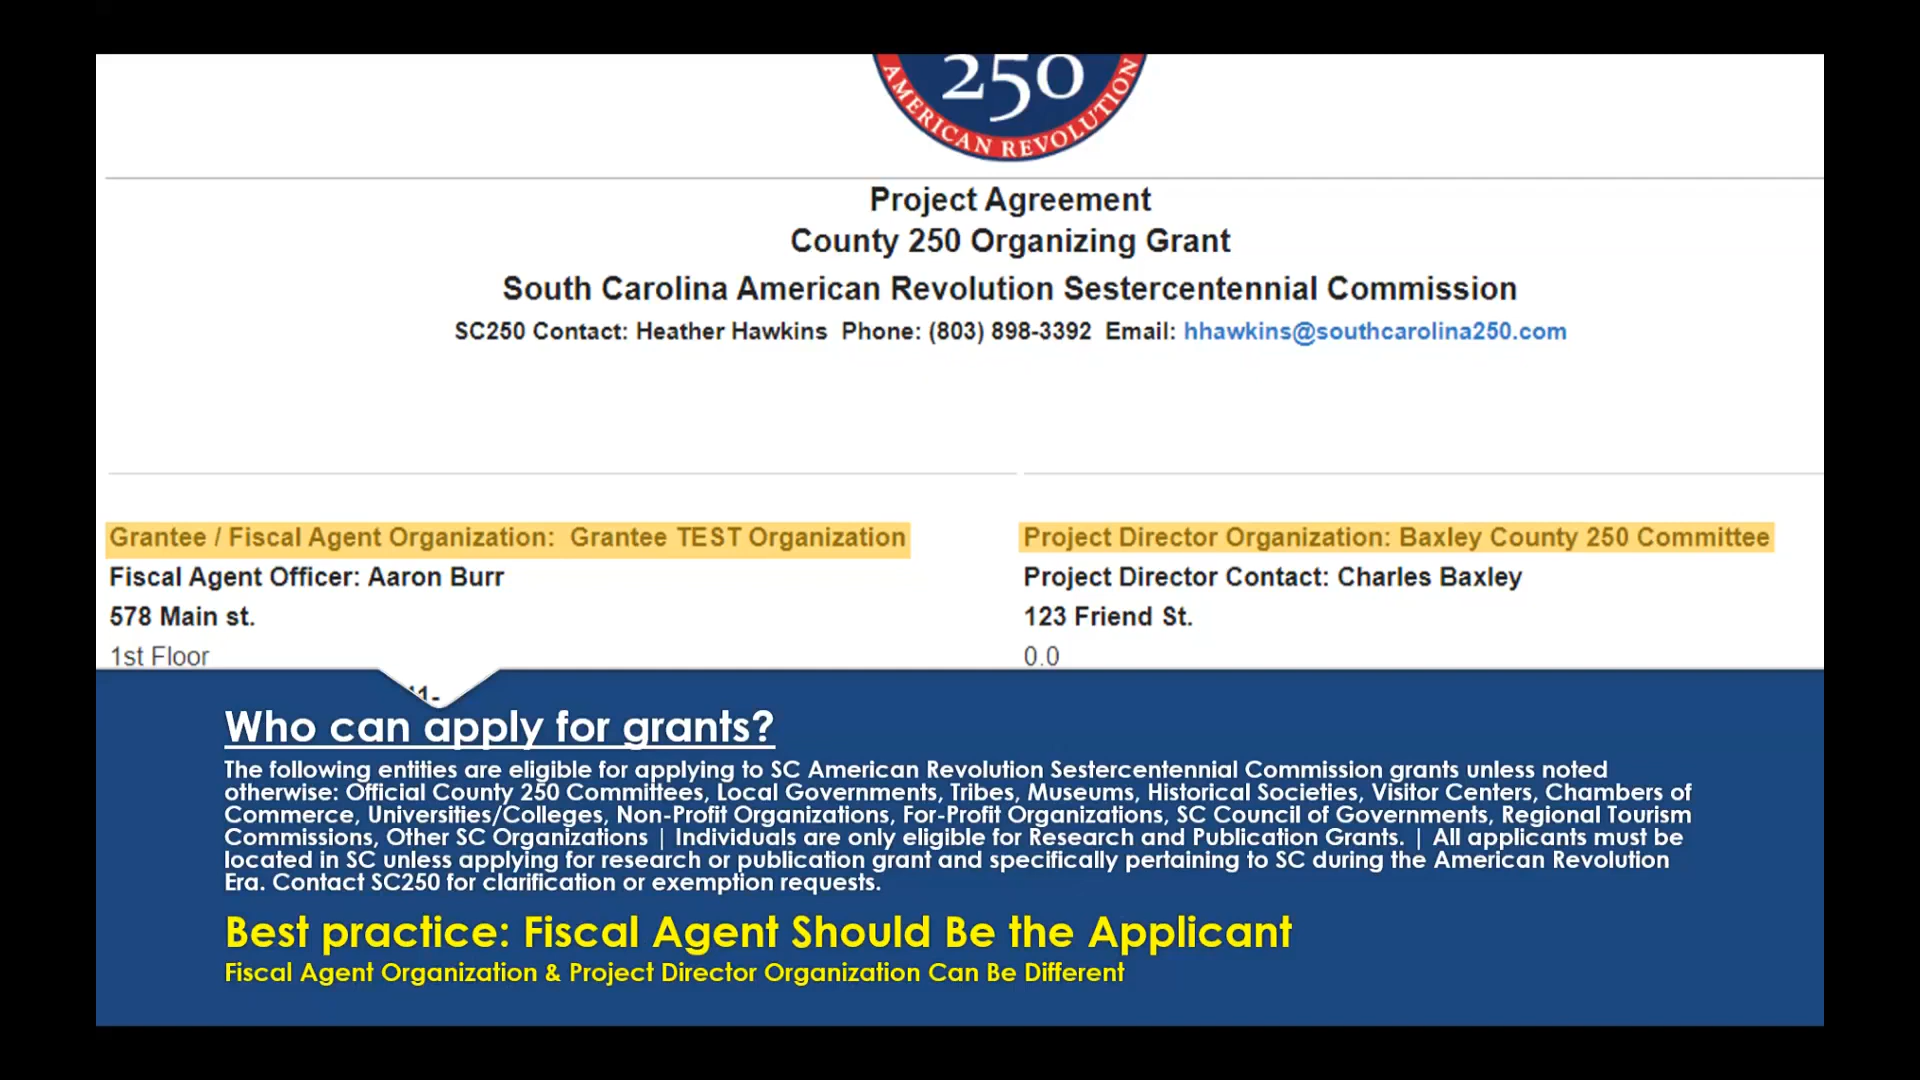 250
AMERICAN REVOLUTION
Project Agreement
County 250 Organizing Grant
South Carolina American Revolution Sestercentennial Commission
SC250 Contact: Heather Hawkins Phone: (803) 898-3392 Email: hhawkins@southcarolina250.com
Grantee / Fiscal Agent Organization: Grantee TEST Organization
Fiscal Agent Officer: Aaron Burr
578 Main st.
1st Floor
Project Director Organization: Baxley County 250 Committee
Project Director Contact: Charles Baxley
123 Friend St.
0.0
Who can apply for grants?
The following entities are eligible for applying to SC American Revolution Sestercentennial Commission grants unless noted
otherwise: Official County 250 Committees, Local Governments, Tribes, Museums, Historical Societies, Visitor Centers, Chambers of
Commerce, Universities/Colleges, Non-Profit Organizations, For-Profit Organizations, SC Council of Governments, Regional Tourism
Commissions, Other SC Organizations | Individuals are only eligible for Research and Publication Grants. | All applicants must be
located in SC unless applying for research or publication grant and specifically pertaining to SC during the American Revolution
Era. Contact SC250 for clarification or exemption requests.
Best practice: Fiscal Agent Should Be the Applicant
Fiscal Agent Organization & Project Director Organization Can Be Different